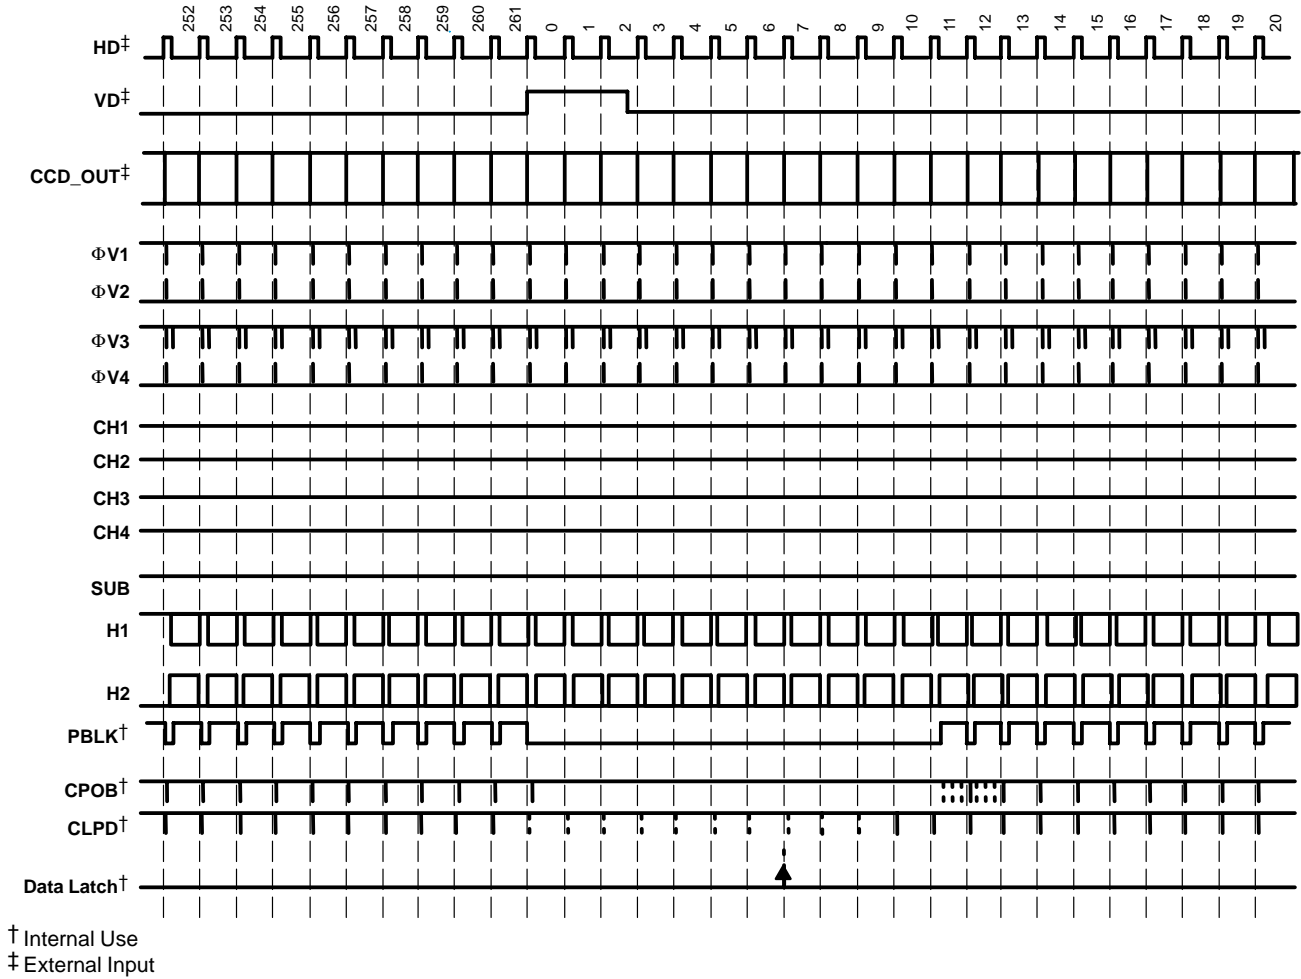 252 253 254 255 256 257 258 259 260 261 0 1 2 3 4 5 6 7 8 9 10 11 12 13 14 15 16 17 18 19 20
HD‡
VD‡
CCD_OUT‡
ΦV1
ΦV2
ΦV3
ΦV4
CH1
CH2
CH3
CH4
SUB
H1
H2
PBLK†
CPOB†
CLPD†
Data Latch†
† Internal Use
‡ External Input